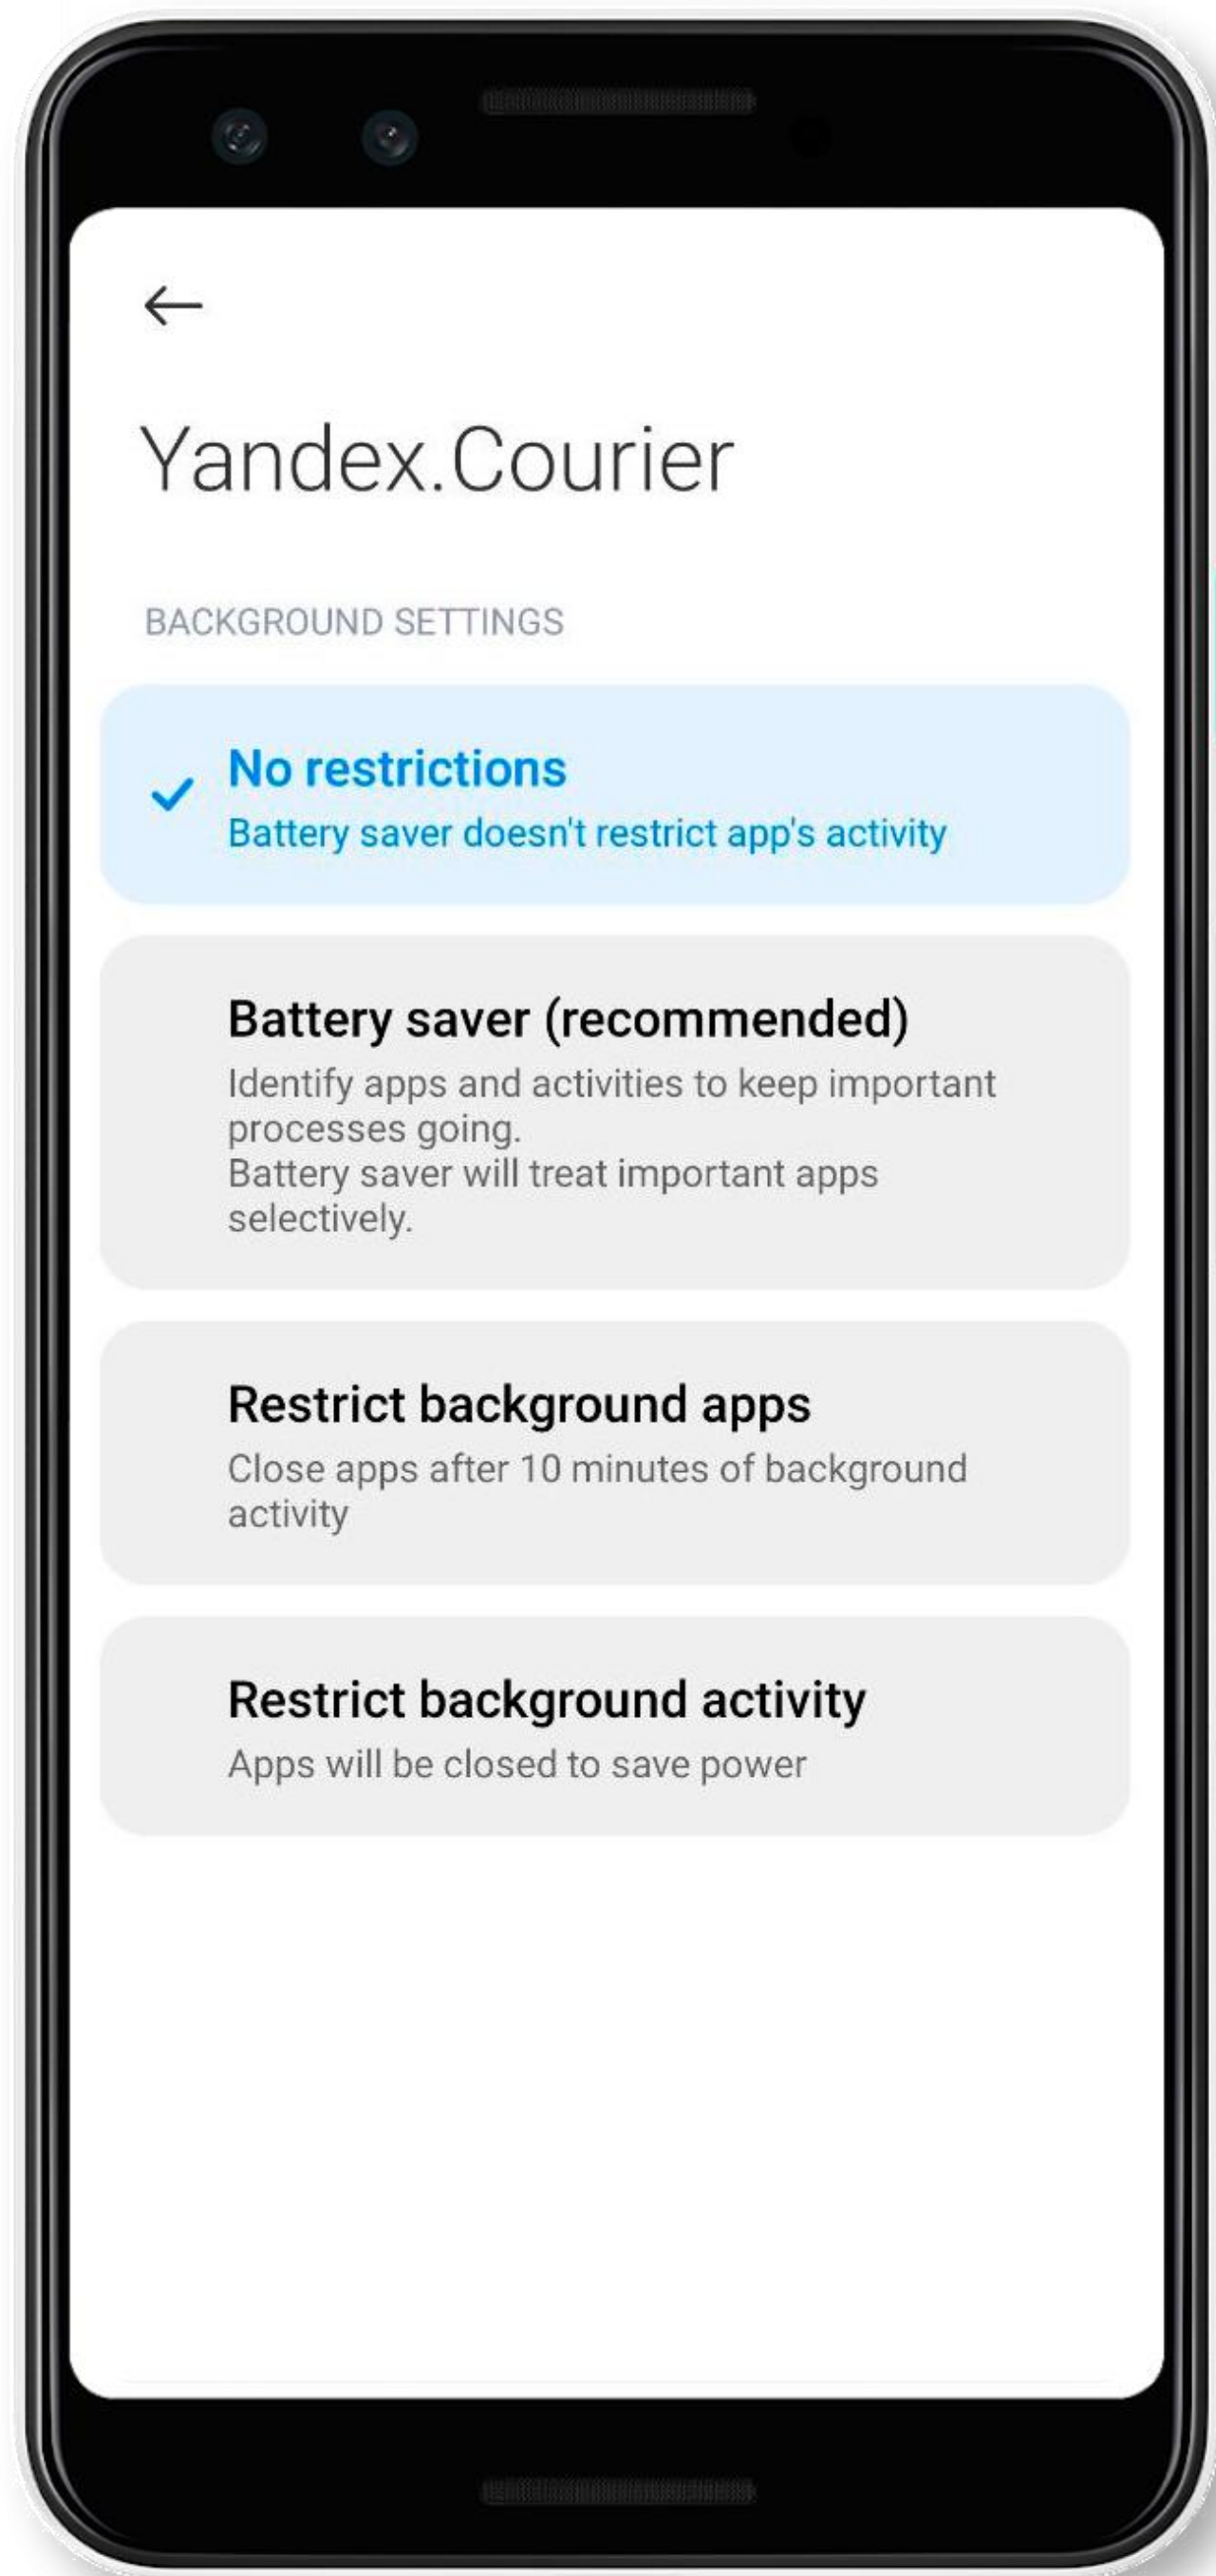 Yandex.Courier
BACKGROUND SETTINGS
No restrictions
Battery saver doesn't restrict app's activity
Battery saver (recommended)
Identify apps and activities to keep important
processes going.
Battery saver will treat important apps
selectively.
Restrict background apps
Close apps after 10 minutes of background
activity
Restrict background activity
Apps will be closed to save power